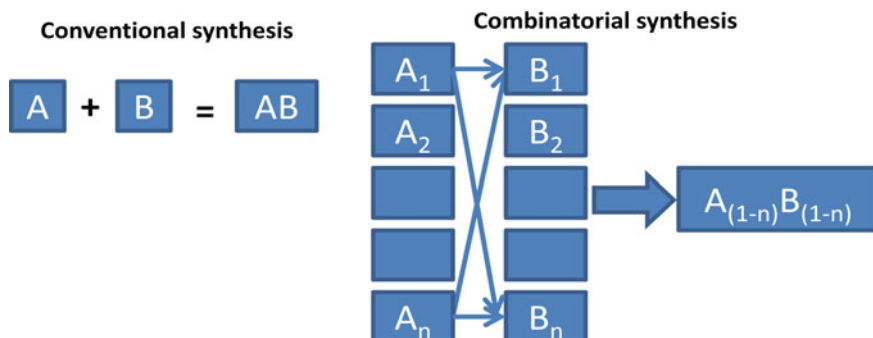 Conventional synthesis
A + B = AB
Combinatorial synthesis
A₁ B₁
A₂ B₂
Aₙ Bₙ
A₍₁₋ₙ₎B₍₁₋ₙ₎